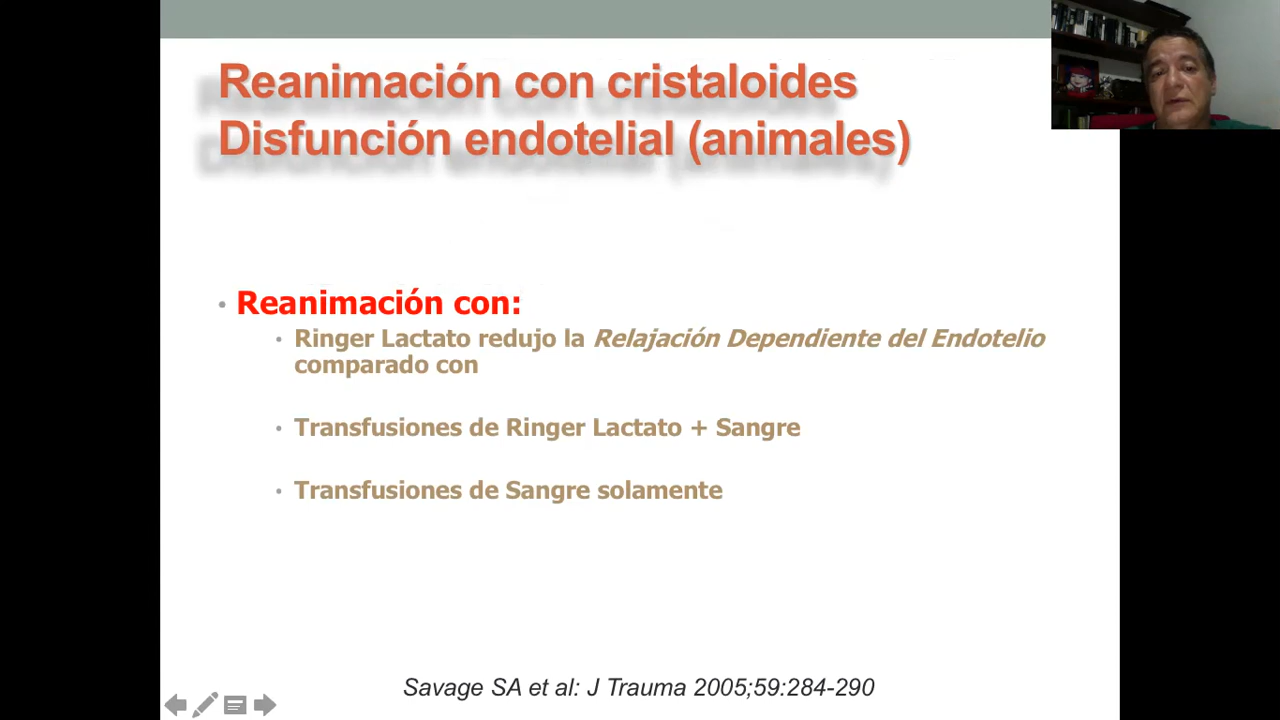 Reanimación con cristaloides
Disfunción endotelial (animales)
• Reanimación con:
• Ringer Lactato redujo la Relajación Dependiente del Endotelio
comparado con
• Transfusiones de Ringer Lactato + Sangre
• Transfusiones de Sangre solamente
Savage SA et al: J Trauma 2005;59:284-290